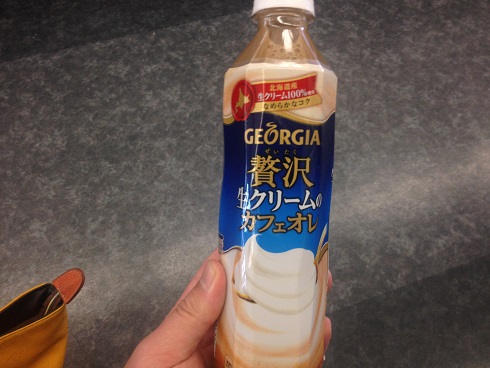 北海道産
生クリーム100%使用
なめらかなコク
GEORGIA
ぜいたく
贅沢
生クリームの
カフェオレ